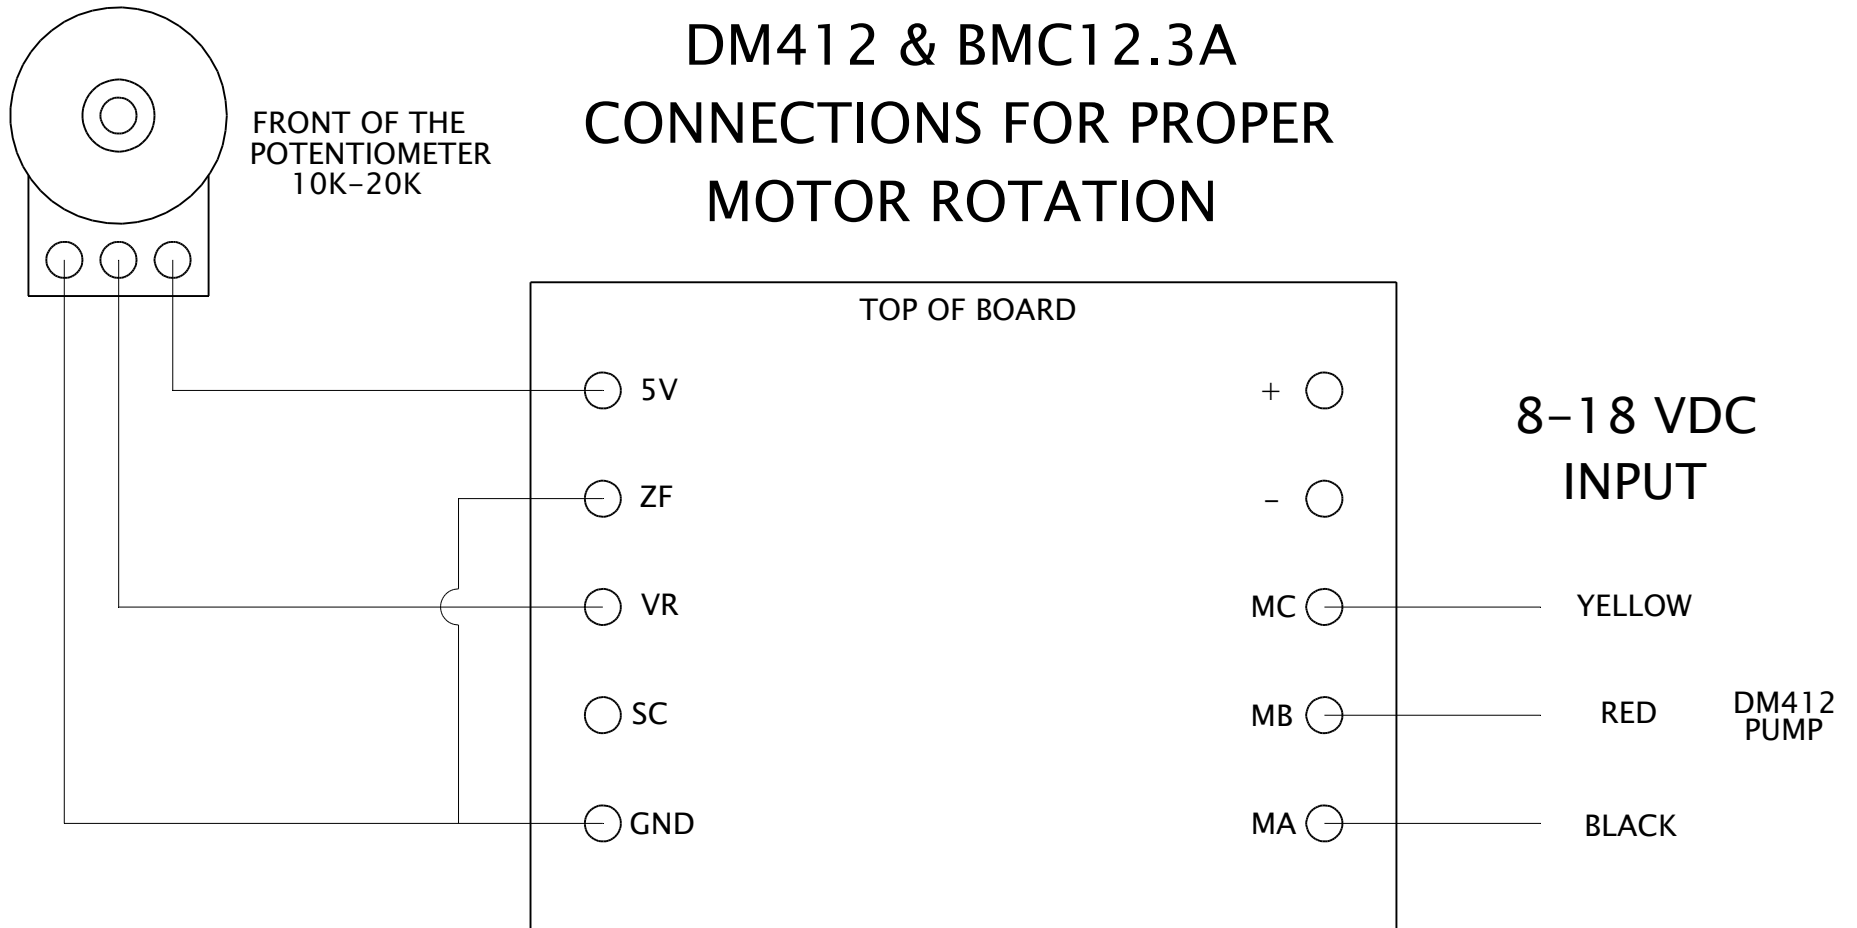 DM412 & BMC12.3A
CONNECTIONS FOR PROPER
MOTOR ROTATION
FRONT OF THE
POTENTIOMETER
10K-20K
TOP OF BOARD
5V
ZF
VR
SC
GND
+
-
MC
MB
MA
8-18 VDC
INPUT
YELLOW
RED
BLACK
DM412
PUMP